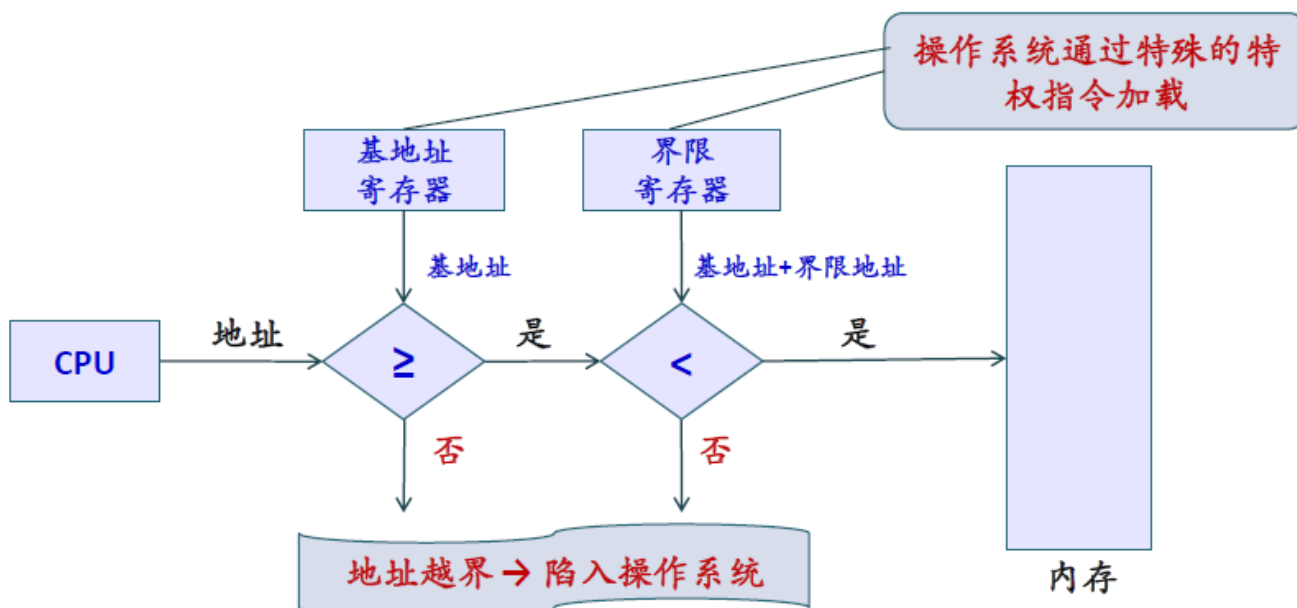 操作系统通过特殊的特
权指令加载
基地址
寄存器
界限
寄存器
基地址
基地址+界限地址
CPU
地址
≥
是
<
是
否
否
地址越界→陷入操作系统
内存